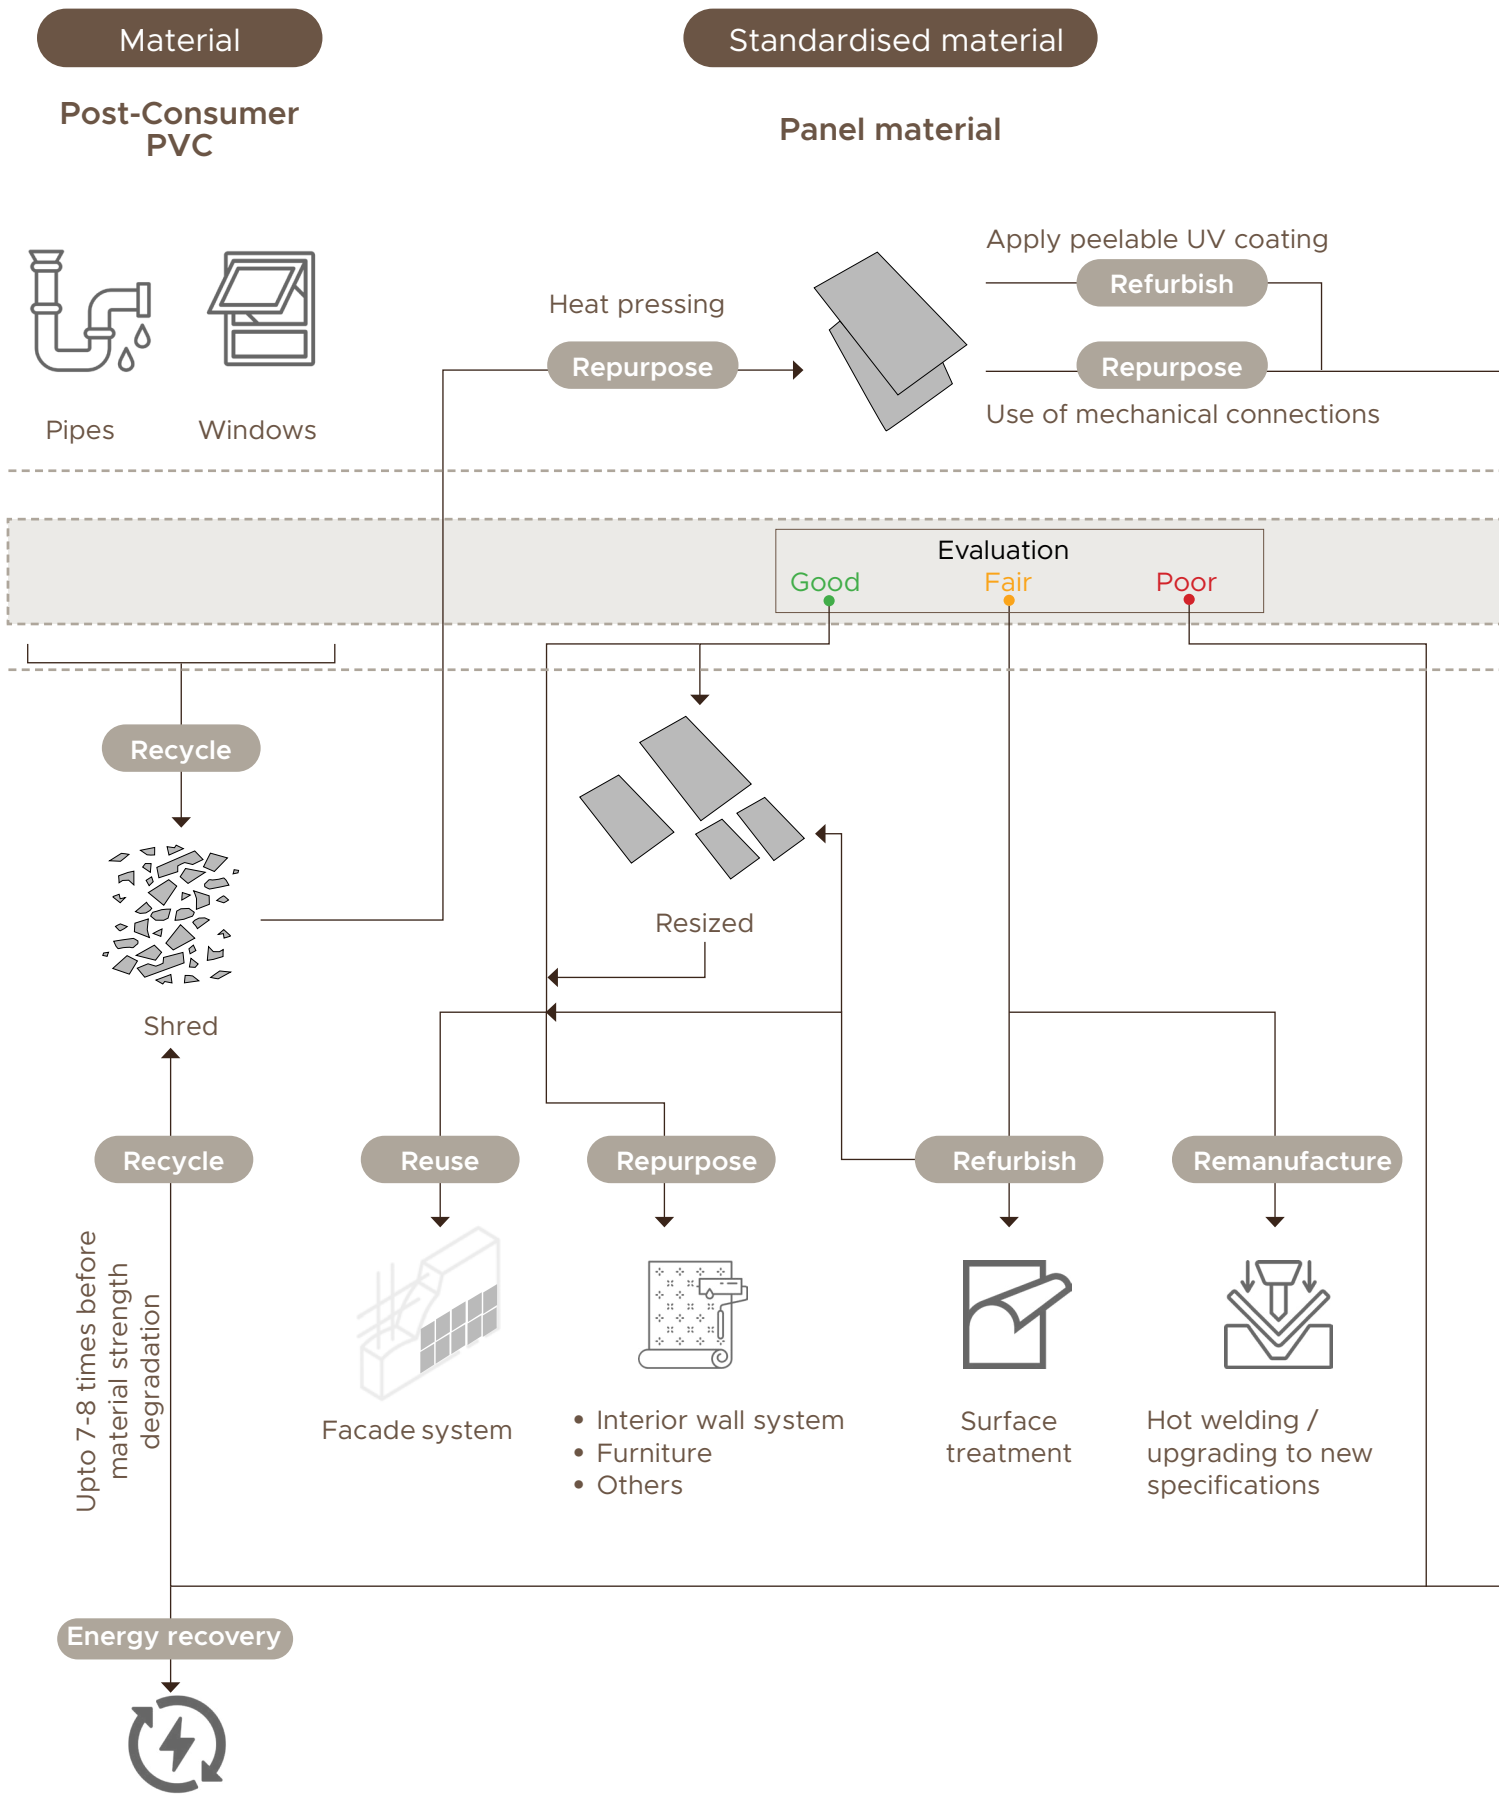 Material
Standardised material
Post-Consumer
PVC
Panel material
Apply peelable UV coating
Refurbish
Heat pressing
Repurpose
Repurpose
Use of mechanical connections
Pipes
Windows
Evaluation
Good
Fair
Poor
Recycle
Resized
Shred
Recycle
Reuse
Repurpose
Refurbish
Remanufacture
Upto 7-8 times before
material strength
degradation
Facade system
• Interior wall system
• Furniture
• Others
Surface
treatment
Hot welding /
upgrading to new
specifications
Energy recovery